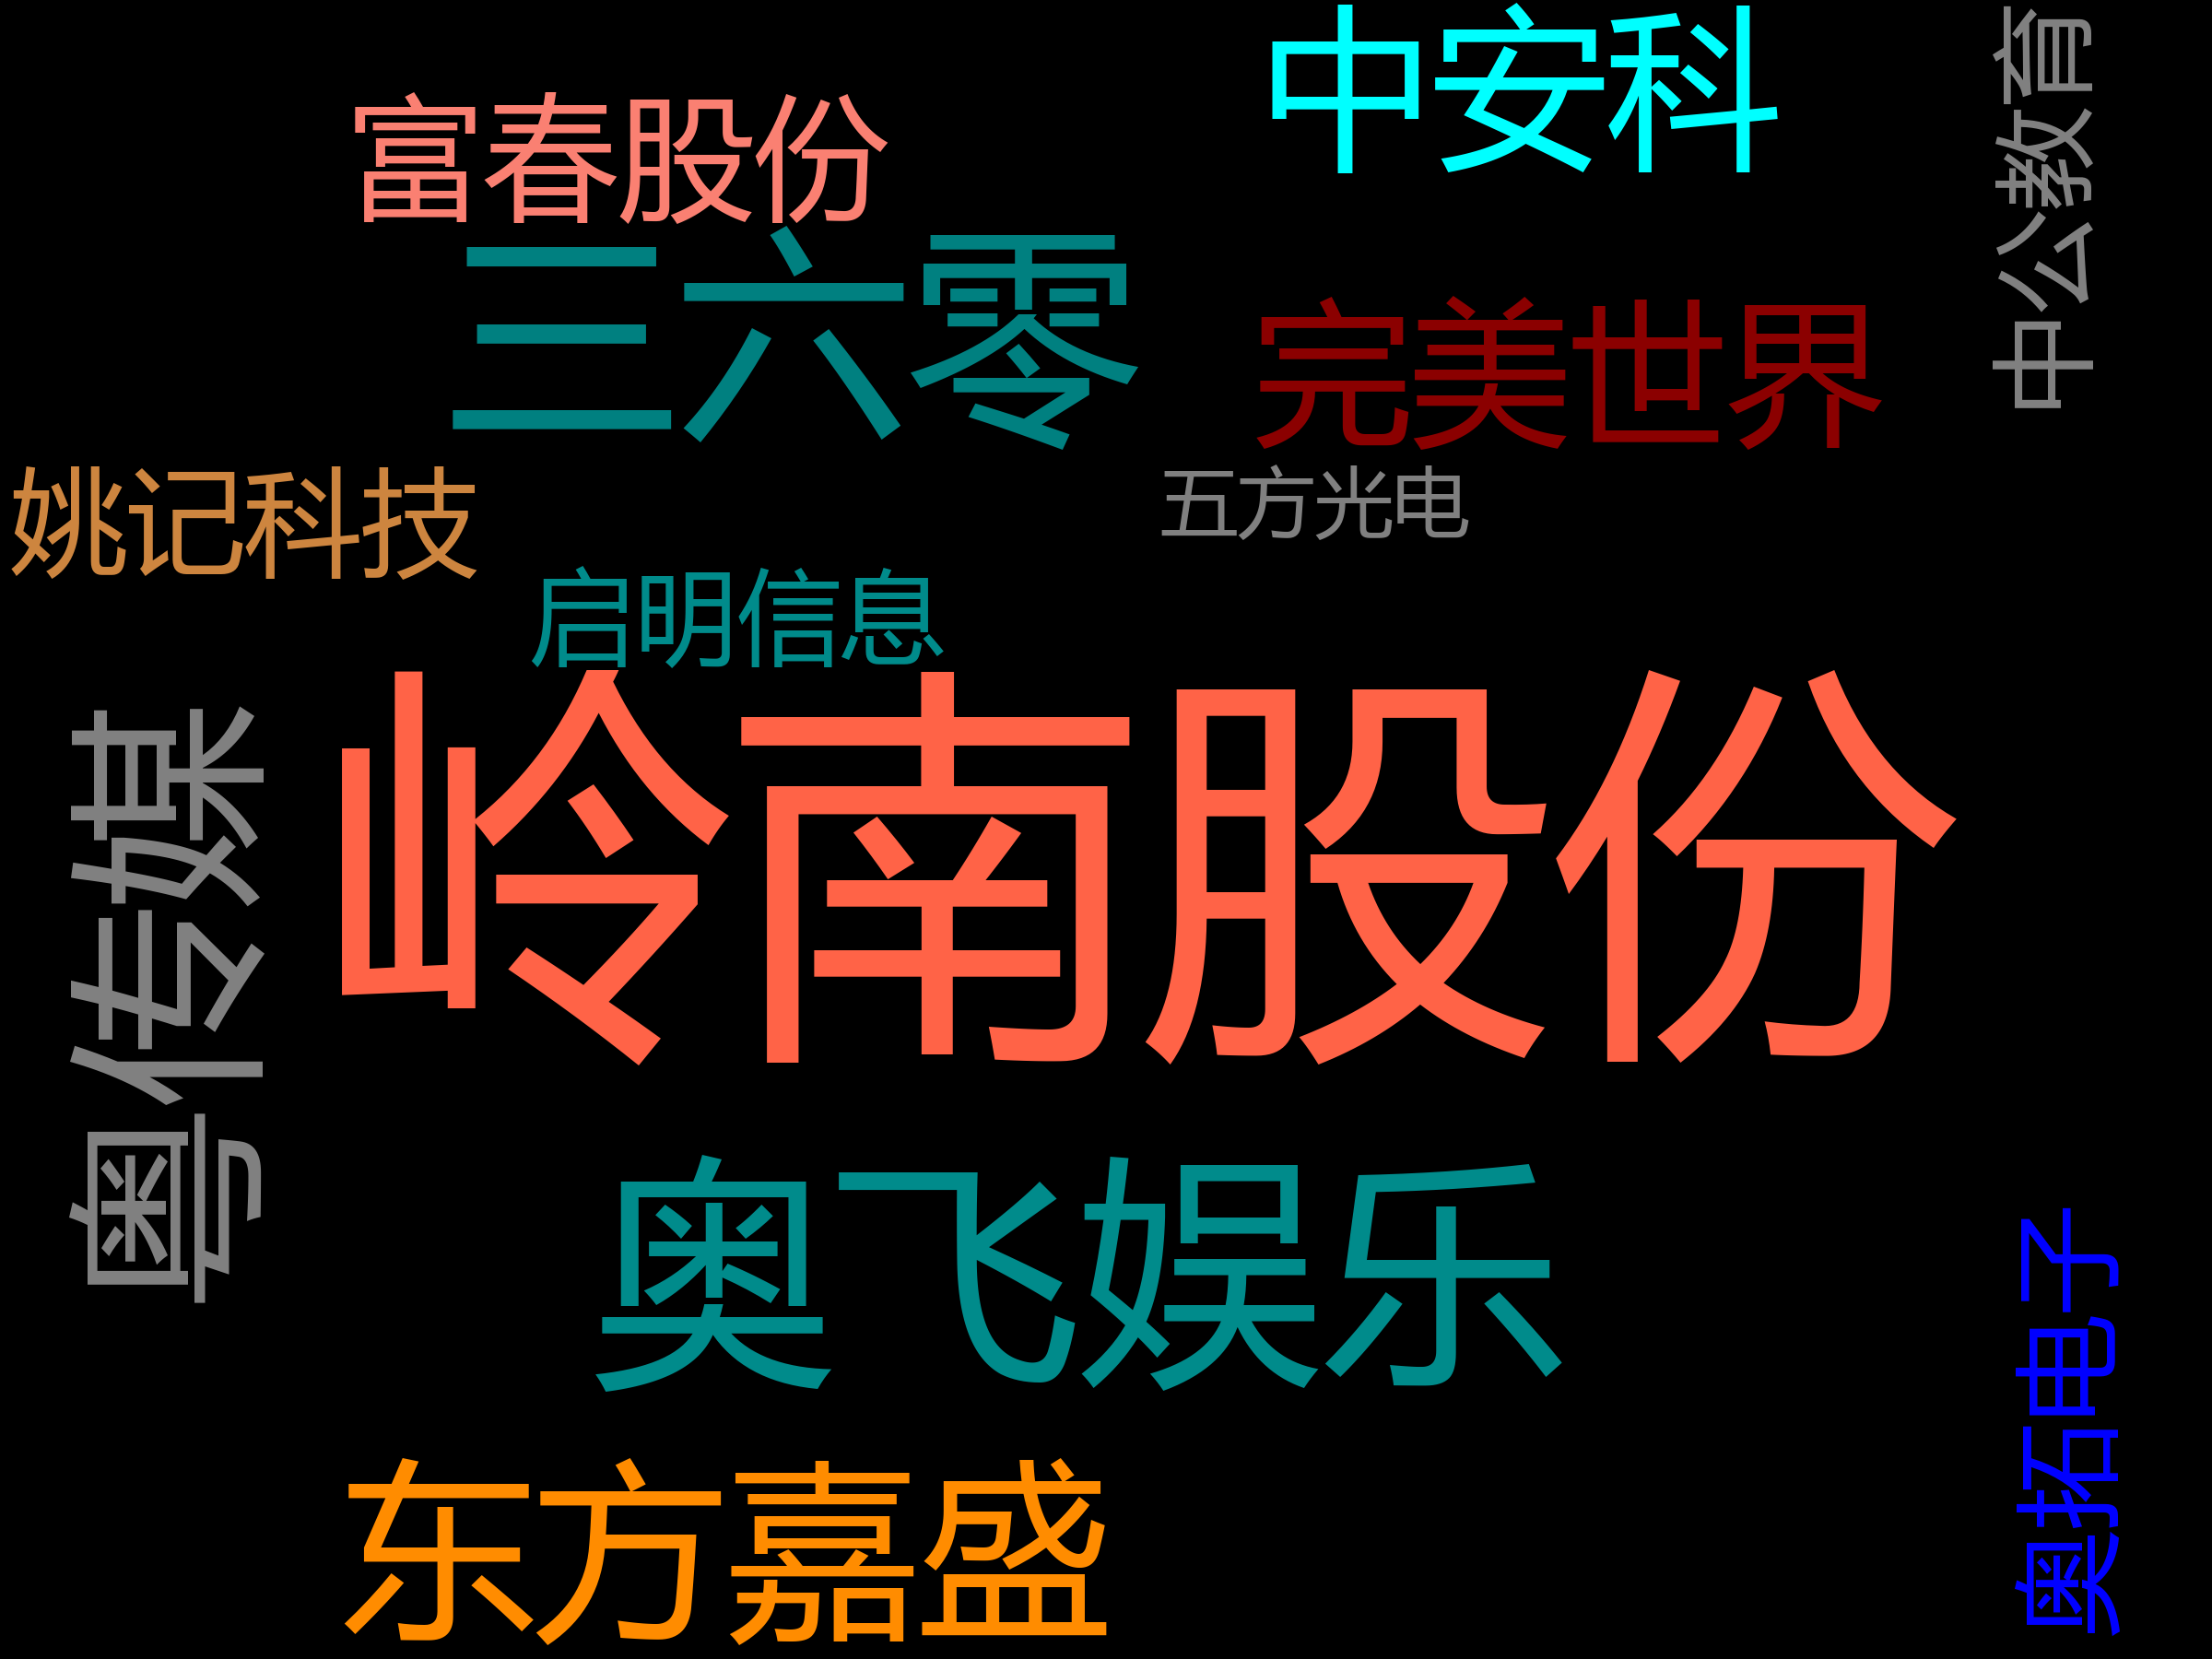 中安科
富春股份
中公教育
三六零
完美世界
姚记科技
五方光电
启明信息
岭南股份
粤传媒
奥飞娱乐
奥拓电子
东方嘉盛